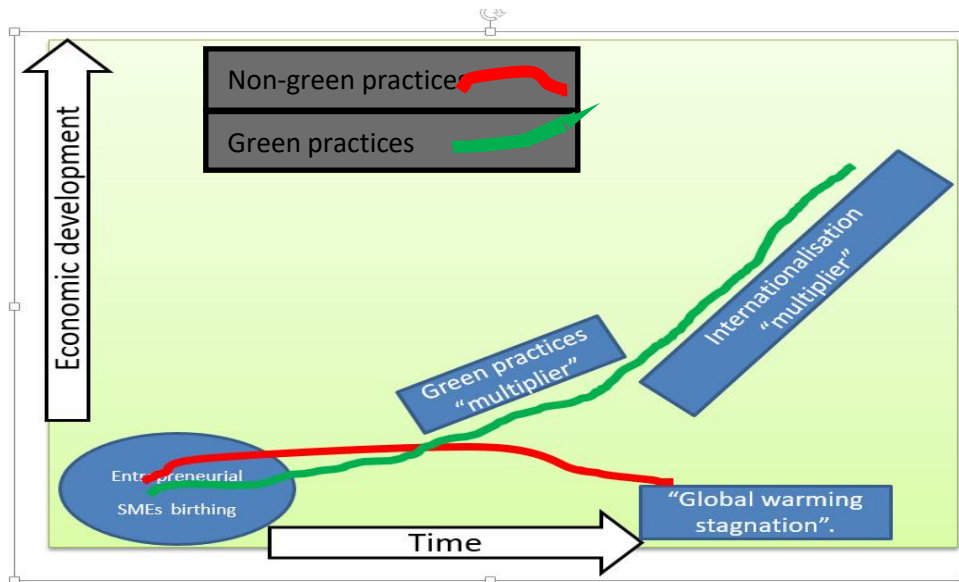 Non-green practices
Green practices
Economic development
Internationalisation
“multiplier”
Green practices
“multiplier”
Entrepreneurial
SMEs birthing
“Global warming
stagnation”.
Time